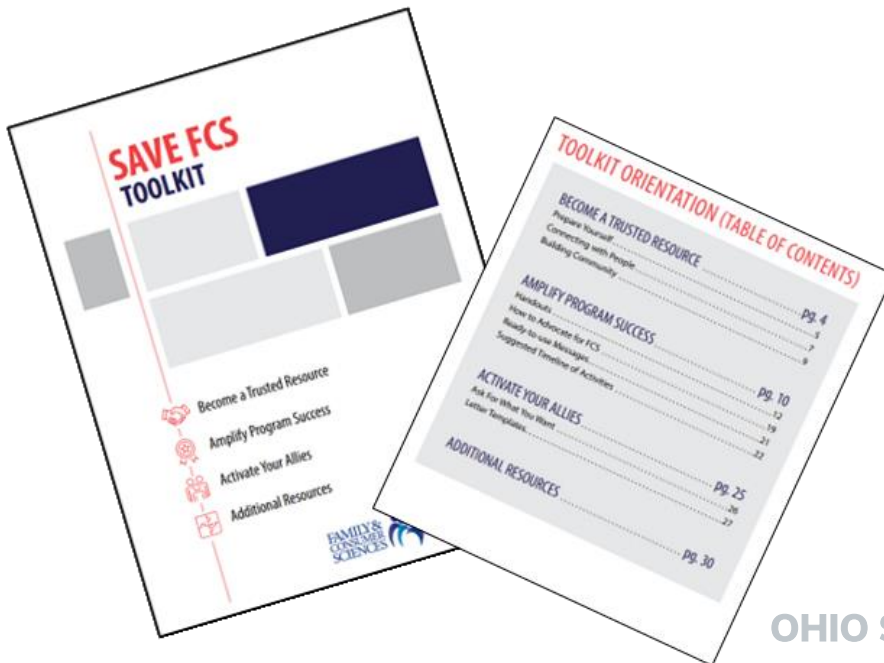 SAVE FCS
TOOLKIT
Become a Trusted Resource
Amplify Program Success
Activate Your Allies
Additional Resources
FAMILY &
CONSUMER
SCIENCES
TOOLKIT ORIENTATION (TABLE OF CONTENTS)
BECOME A TRUSTED RESOURCE ........ pg. 4
Prepare Yourself ........ 5
Connecting with People ........ 7
Building Community ........ 9
AMPLIFY PROGRAM SUCCESS ........ pg. 10
Handouts ........ 12
How to Advocate for FCS ........ 19
Ready-to-use Messages ........ 21
Suggested Timeline of Activities ........ 22
ACTIVATE YOUR ALLIES ........ pg. 25
Ask For What You Want ........ 26
Letter Templates ........ 27
ADDITIONAL RESOURCES ........ pg. 30
OHIO S